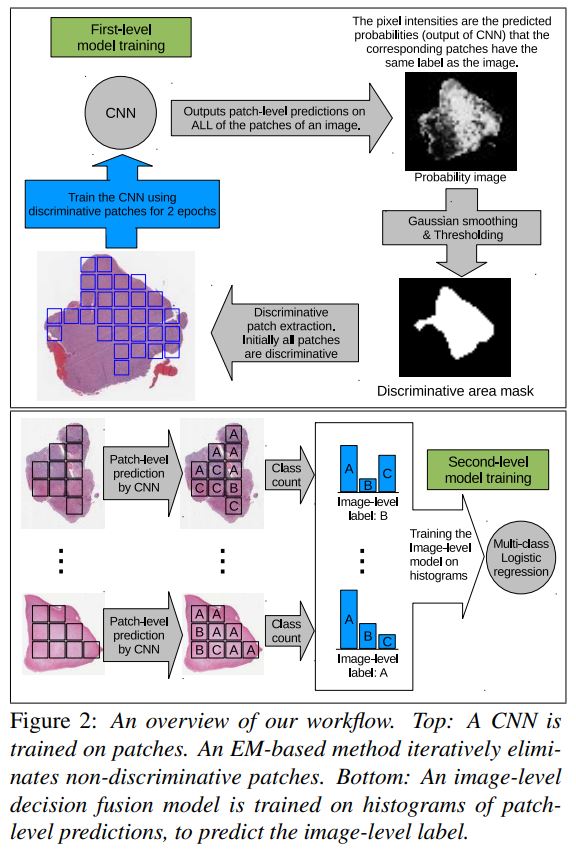 First-level
model training
The pixel intensities are the predicted
probabilities (output of CNN) that the
corresponding patches have the
same label as the image.
CNN
Outputs patch-level predictions on
ALL of the patches of an image.
Probability image
Train the CNN using
discriminative patches for 2 epochs
Gaussian smoothing
& Thresholding
Discriminative
patch extraction.
Initially all patches
are discriminative
Discriminative area mask
Patch-level
prediction
by CNN
A
A A
A C A
C C B
C
Class
count
A B C
Image-level
label: B
Second-level
model training
Training the
Image-level
model on
histograms
Multi-class
Logistic
regression
Patch-level
prediction
by CNN
A A
B A A
B C A A
Class
count
A B C
Image-level
label: A
Figure 2: An overview of our workflow. Top: A CNN is
trained on patches. An EM-based method iteratively elimi-
nates non-discriminative patches. Bottom: An image-level
decision fusion model is trained on histograms of patch-
level predictions, to predict the image-level label.